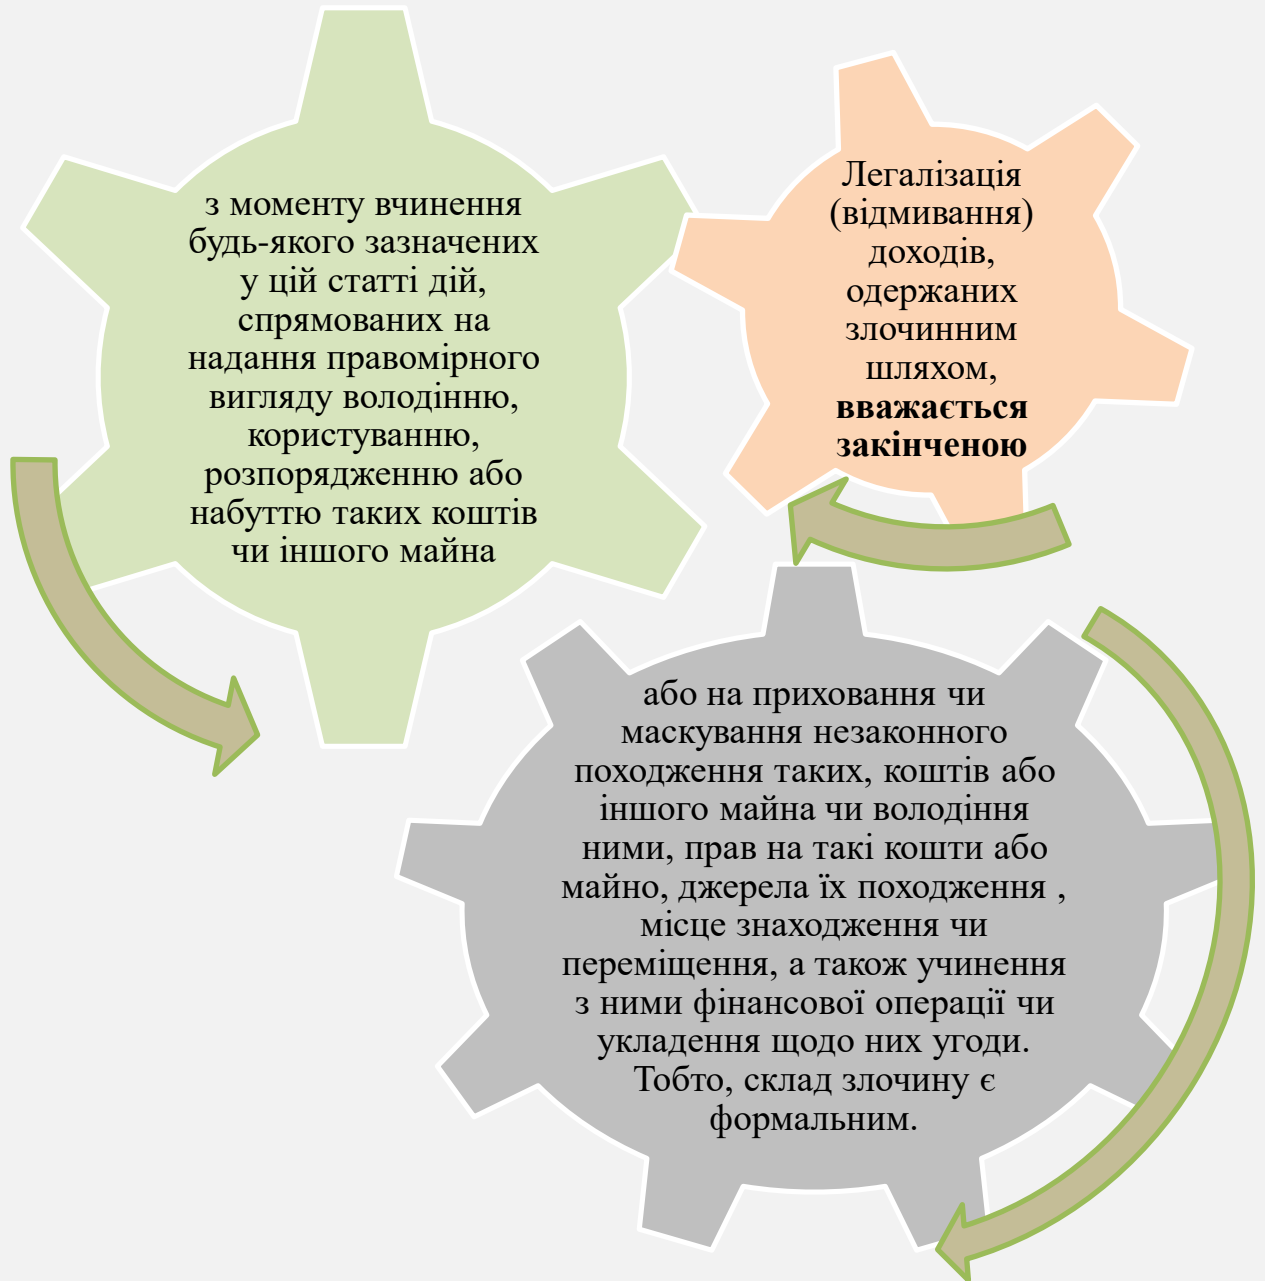 Легалізація
(відмивання)
доходів,
одержаних
злочинним
шляхом,
вважається
закінченою
з моменту вчинення
будь-якого зазначених
у цій статті дій,
спрямованих на
надання правомірного
вигляду володінню,
користуванню,
розпорядженню або
набуттю таких коштів
чи іншого майна
або на приховання чи
маскування незаконного
походження таких, коштів або
іншого майна чи володіння
ними, прав на такі кошти або
майно, джерела їх походження ,
місце знаходження чи
переміщення, а також учинення
з ними фінансової операції чи
укладення щодо них угоди.
Тобто, склад злочину є
формальним.